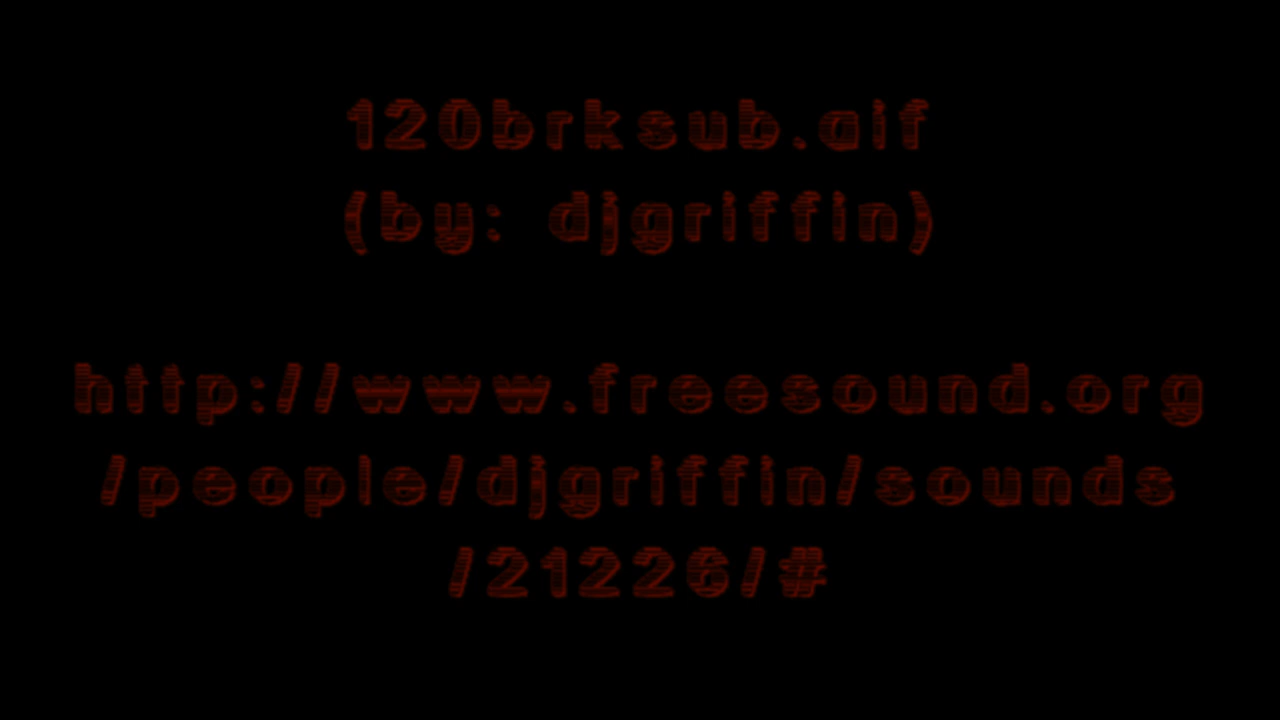 120brksub.aif
(by: djgriffin)
http://www.freesound.org
/people/djgriffin/sounds
/21226/#